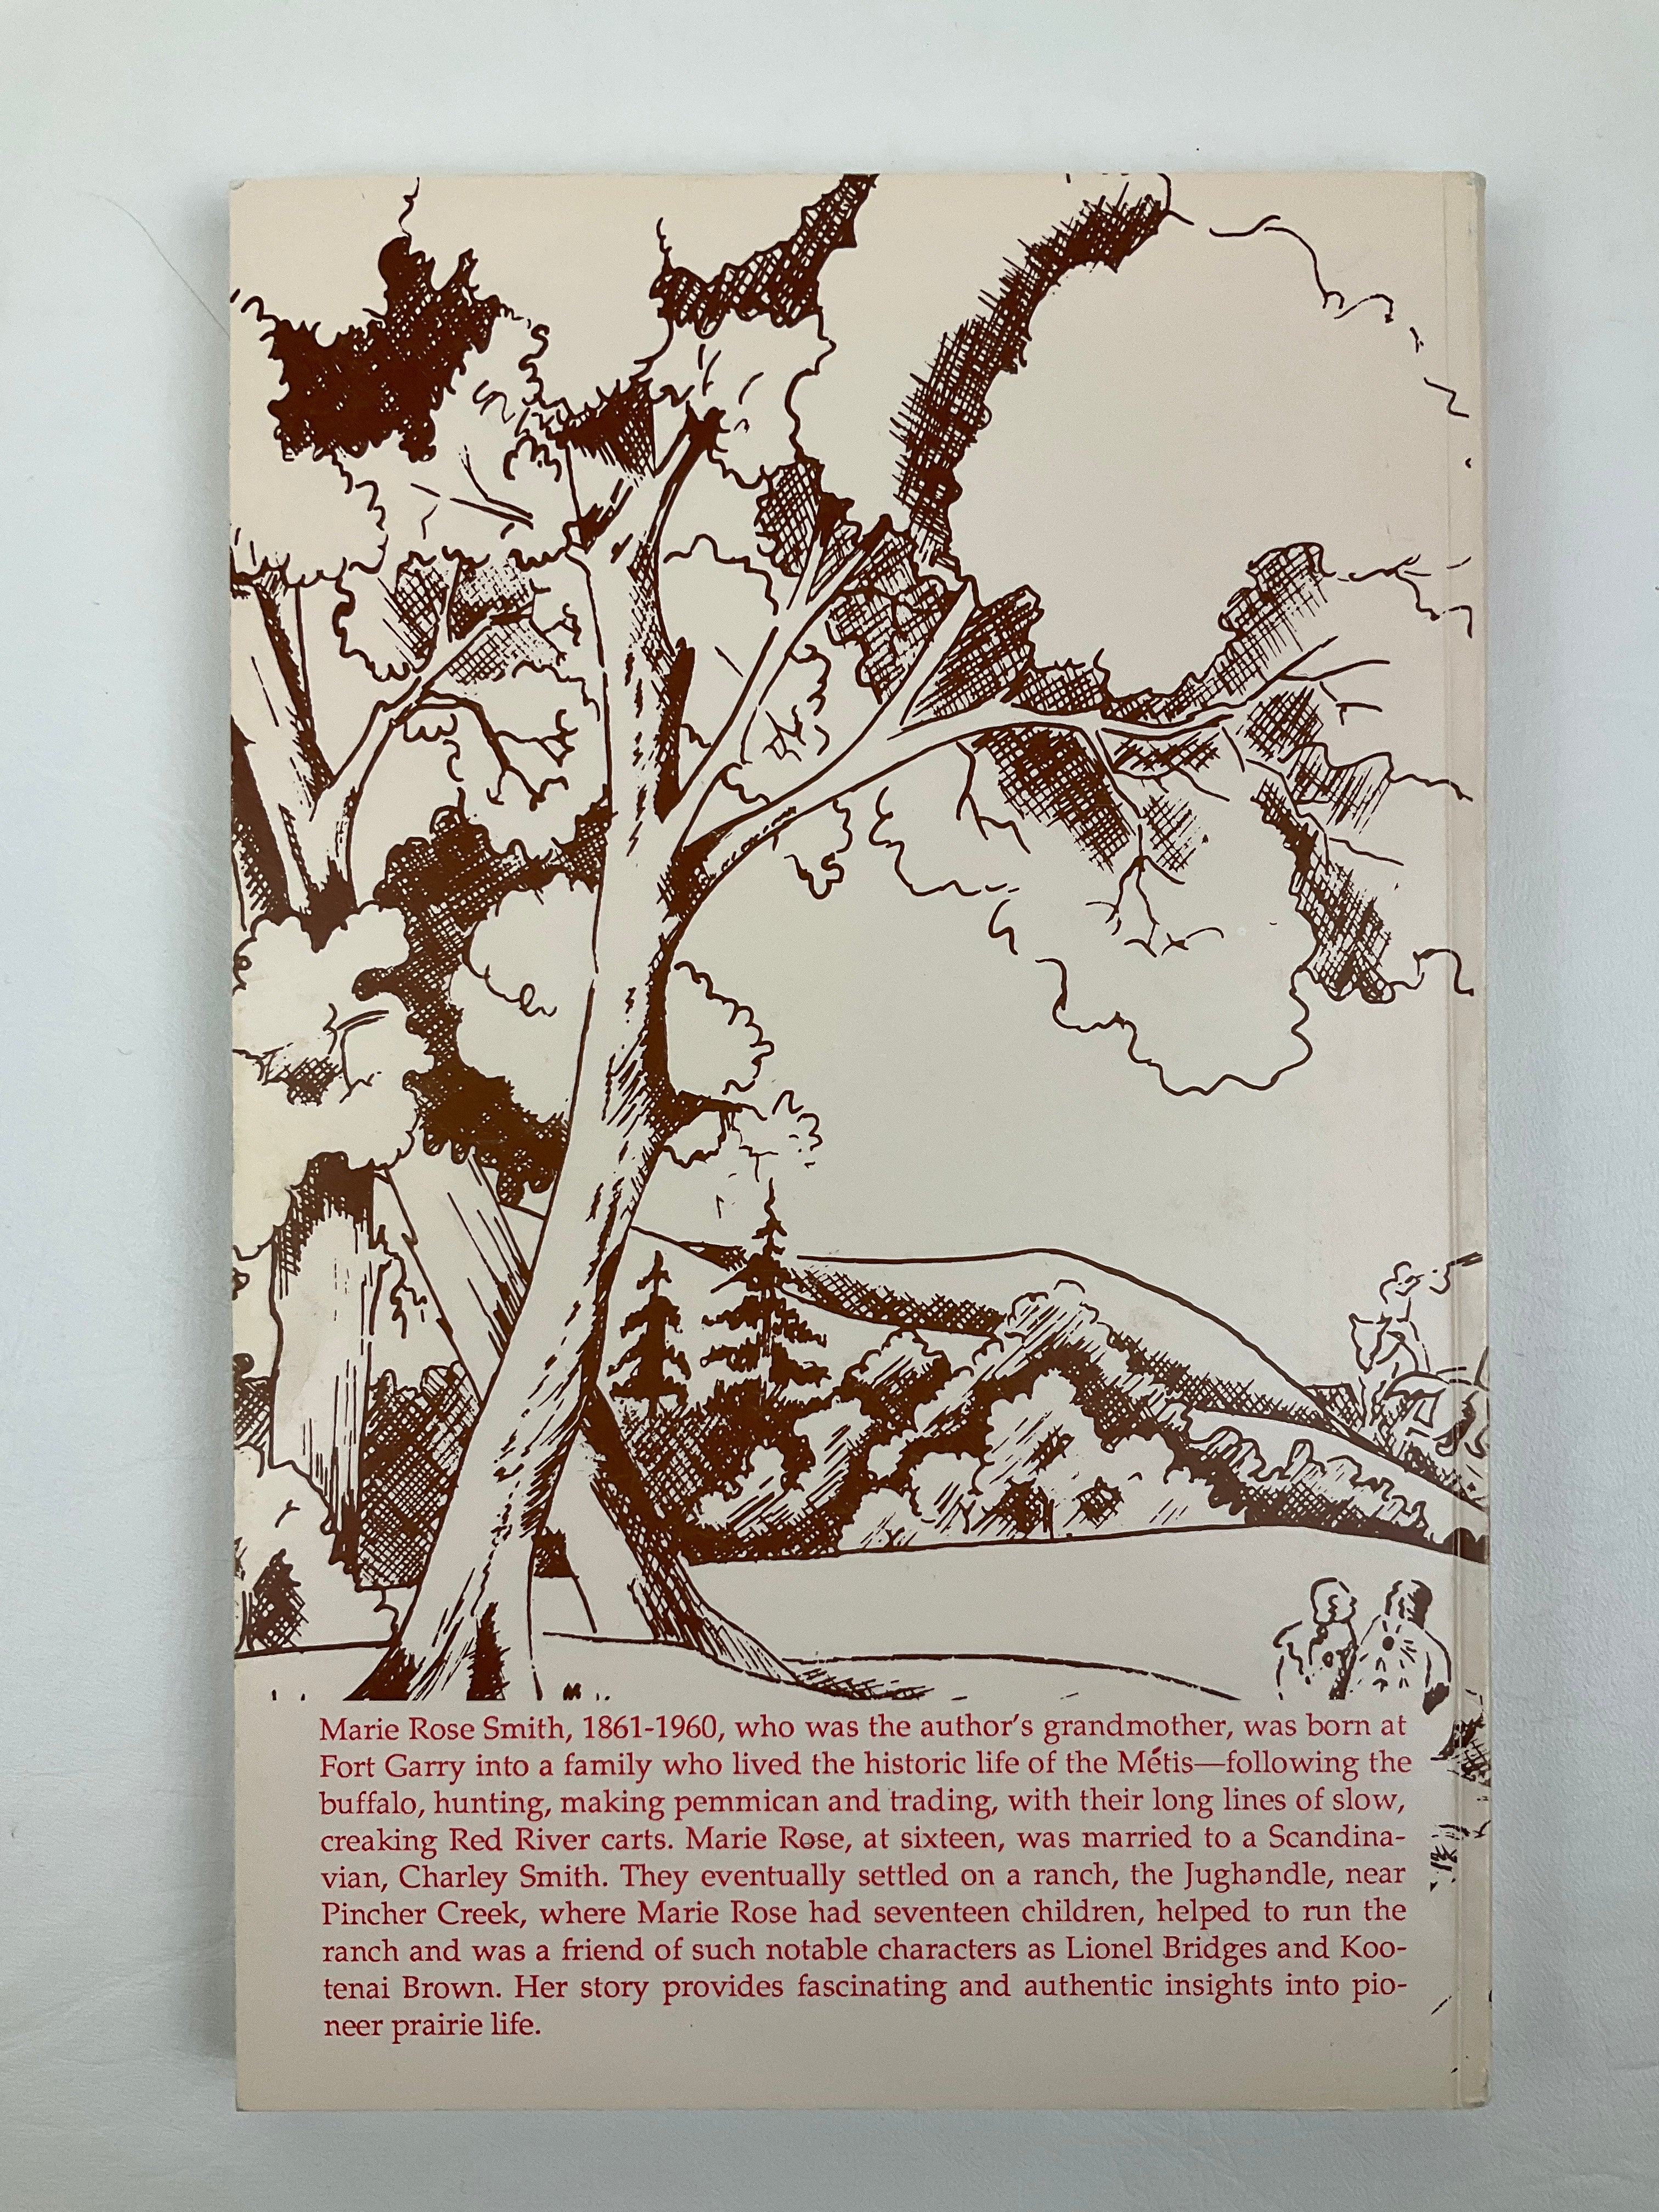 Marie Rose Smith, 1861-1960, who was the author's grandmother, was born at
Fort Garry into a family who lived the historic life of the Métis—following the
buffalo, hunting, making pemmican and trading, with their long lines of slow,
creaking Red River carts. Marie Rose, at sixteen, was married to a Scandina-
vian, Charley Smith. They eventually settled on a ranch, the Jughandle, near
Pincher Creek, where Marie Rose had seventeen children, helped to run the
ranch and was a friend of such notable characters as Lionel Bridges and Koo-
tenai Brown. Her story provides fascinating and authentic insights into pio-
neer prairie life.